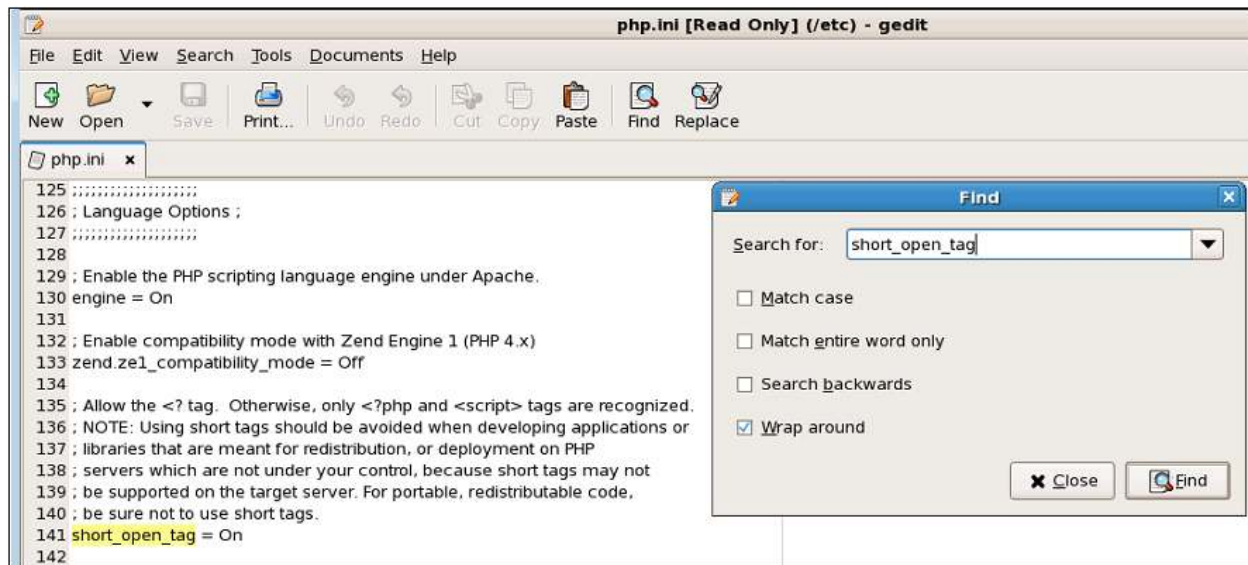 php.ini [Read Only] (/etc) - gedit
File Edit View Search Tools Documents Help
New Open Save Print... Undo Redo Cut Copy Paste Find Replace
php.ini
125 ;;;;;;;;;;;;;;;;;;;;
126 ; Language Options ;
127 ;;;;;;;;;;;;;;;;;;;;
128
129 ; Enable the PHP scripting language engine under Apache.
130 engine = On
131
132 ; Enable compatibility mode with Zend Engine 1 (PHP 4.x)
133 zend.ze1_compatibility_mode = Off
134
135 ; Allow the <? tag.  Otherwise, only <?php and <script> tags are recognized.
136 ; NOTE: Using short tags should be avoided when developing applications or
137 ; libraries that are meant for redistribution, or deployment on PHP
138 ; servers which are not under your control, because short tags may not
139 ; be supported on the target server. For portable, redistributable code,
140 ; be sure not to use short tags.
141 short_open_tag = On
142
Find
Search for: short_open_tag
Match case
Match entire word only
Search backwards
Wrap around
Close Find